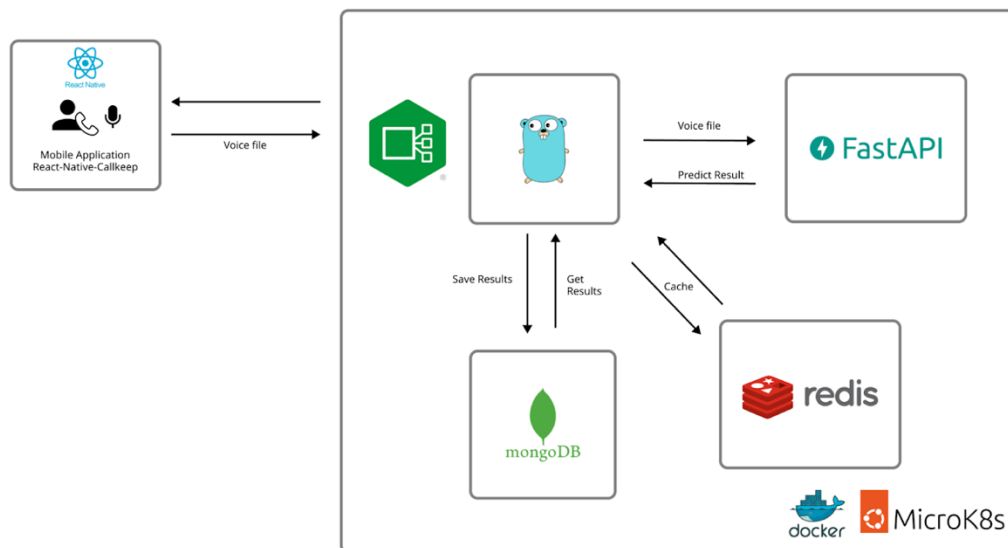 React Native
Mobile Application
React-Native-Callkeep
Voice file
Voice file
FastAPI
Predict Result
Save Results
Get
Results
Cache
mongoDB
redis
docker
MicroK8s